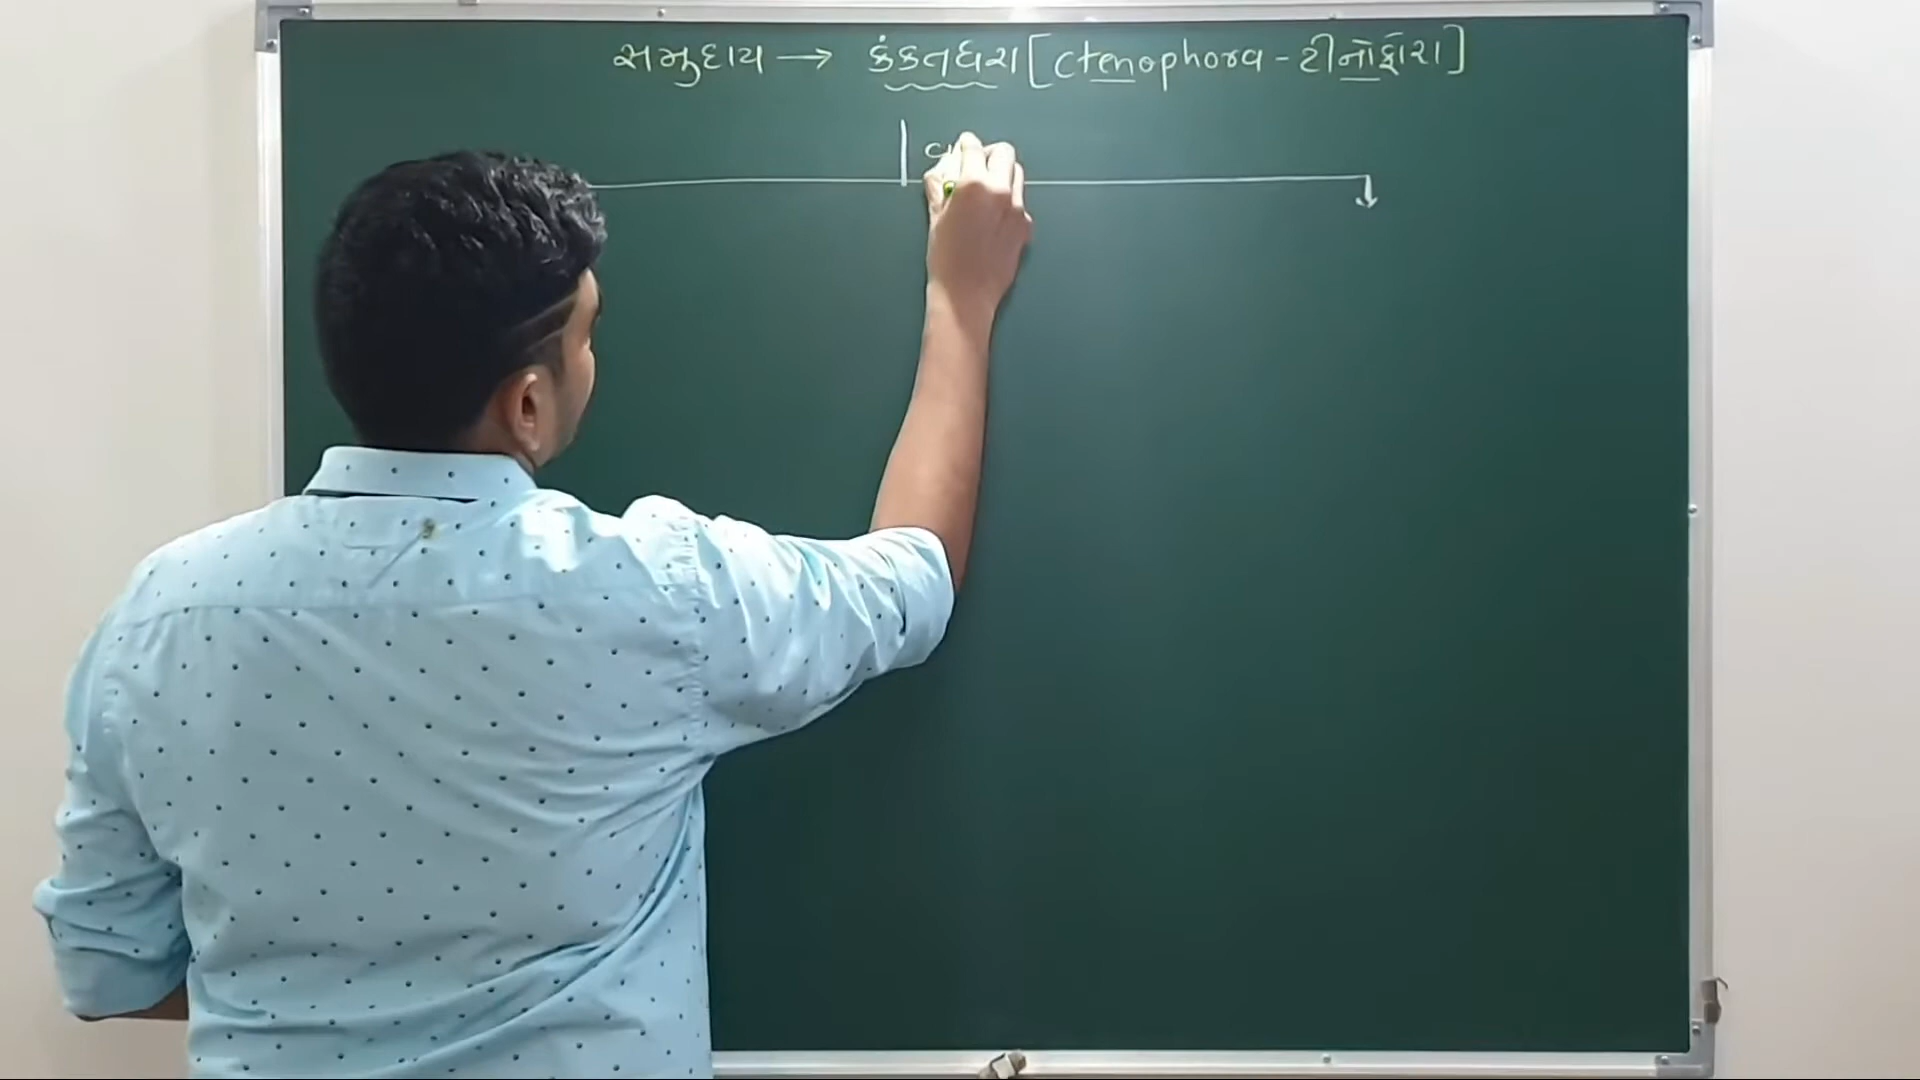 સમુદાય → કંકતધરા [ctenophora - ટીનોફોરા]